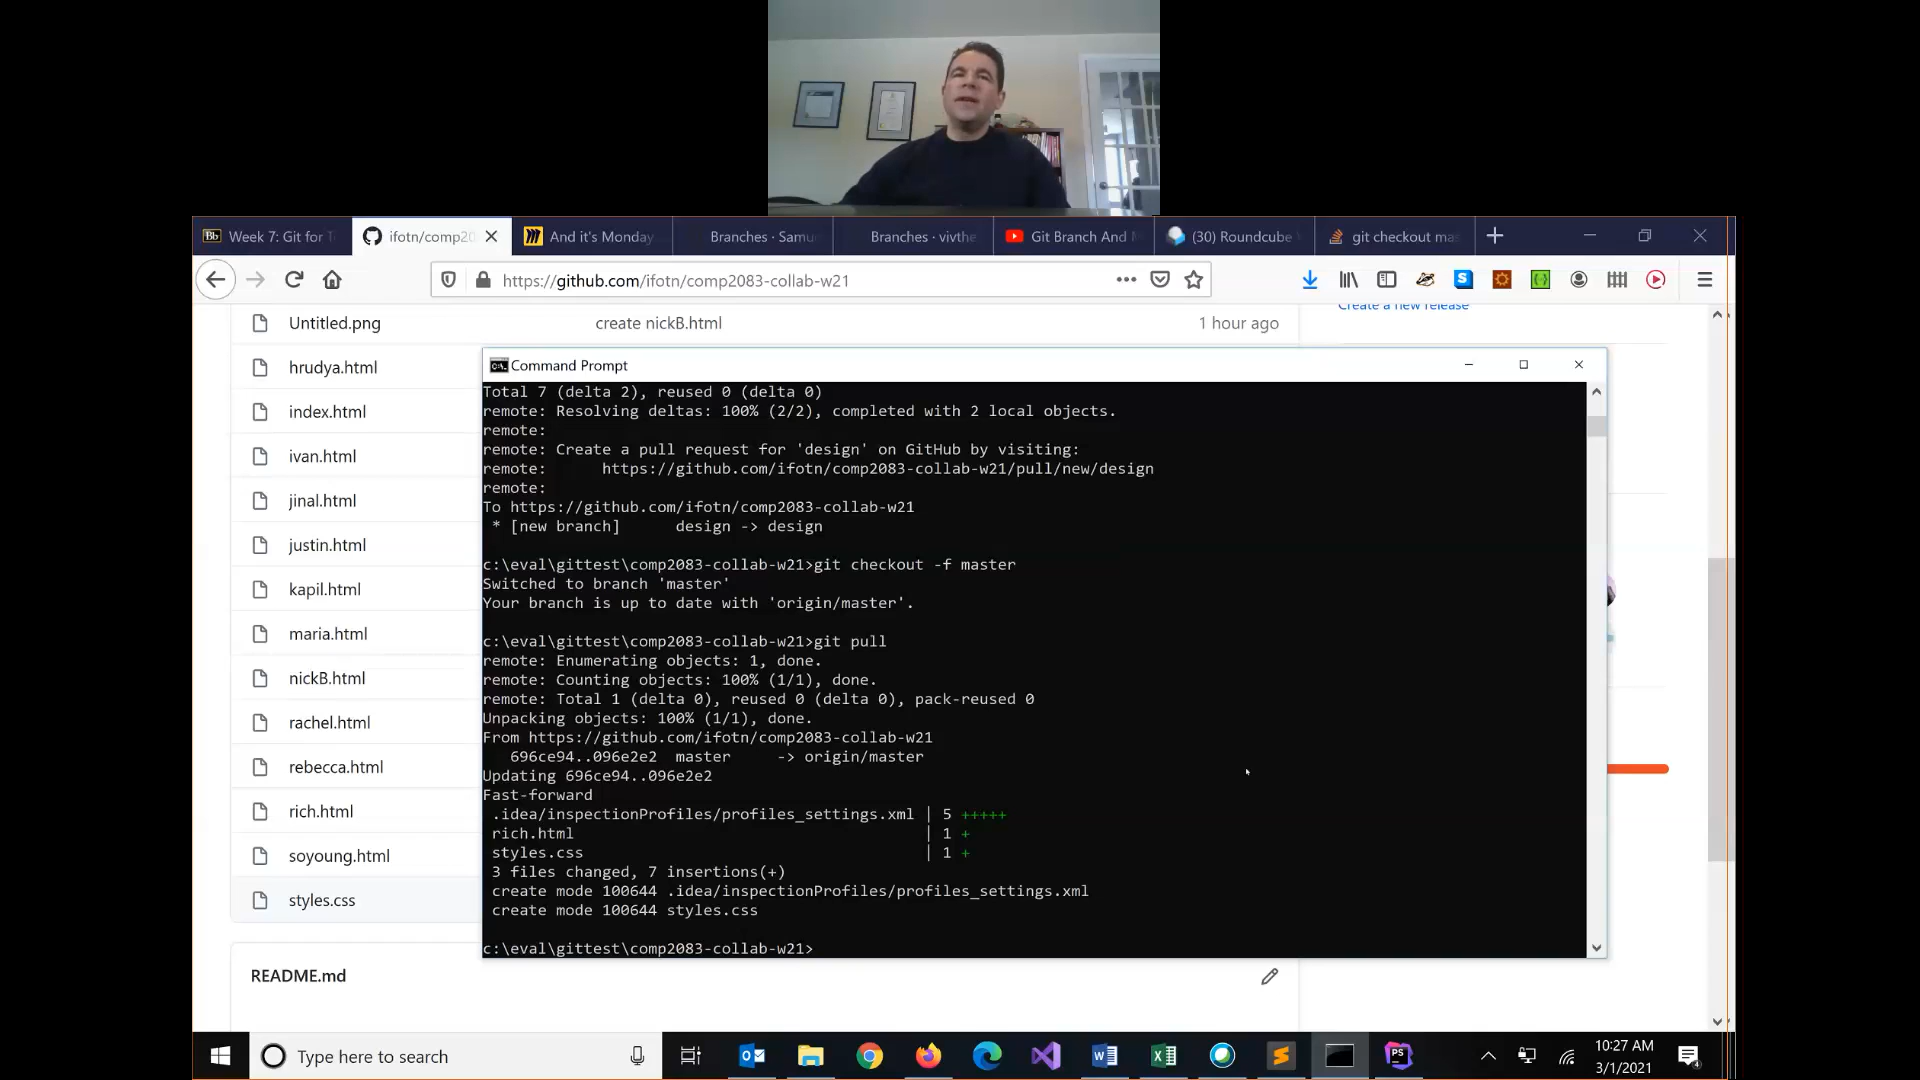 Bb Week 7: Git for T
ifotn/comp20
And it's Monday
Branches · Samu
Branches · vivthe
Git Branch And M
(30) Roundcube
git checkout mas
https://github.com/ifotn/comp2083-collab-w21
Create a new release
Untitled.png create nickB.html 1 hour ago
hrudya.html
index.html
ivan.html
jinal.html
justin.html
kapil.html
maria.html
nickB.html
rachel.html
rebecca.html
rich.html
soyoung.html
styles.css
README.md
Command Prompt
Total 7 (delta 2), reused 0 (delta 0)
remote: Resolving deltas: 100% (2/2), completed with 2 local objects.
remote:
remote: Create a pull request for 'design' on GitHub by visiting:
remote:      https://github.com/ifotn/comp2083-collab-w21/pull/new/design
remote:
To https://github.com/ifotn/comp2083-collab-w21
 * [new branch]      design -> design
c:\eval\gittest\comp2083-collab-w21>git checkout -f master
Switched to branch 'master'
Your branch is up to date with 'origin/master'.
c:\eval\gittest\comp2083-collab-w21>git pull
remote: Enumerating objects: 1, done.
remote: Counting objects: 100% (1/1), done.
remote: Total 1 (delta 0), reused 0 (delta 0), pack-reused 0
Unpacking objects: 100% (1/1), done.
From https://github.com/ifotn/comp2083-collab-w21
   696ce94..096e2e2  master     -> origin/master
Updating 696ce94..096e2e2
Fast-forward
 .idea/inspectionProfiles/profiles_settings.xml | 5 +++++
 rich.html                                      | 1 +
 styles.css                                     | 1 +
 3 files changed, 7 insertions(+)
 create mode 100644 .idea/inspectionProfiles/profiles_settings.xml
 create mode 100644 styles.css
c:\eval\gittest\comp2083-collab-w21>
Type here to search
10:27 AM
3/1/2021